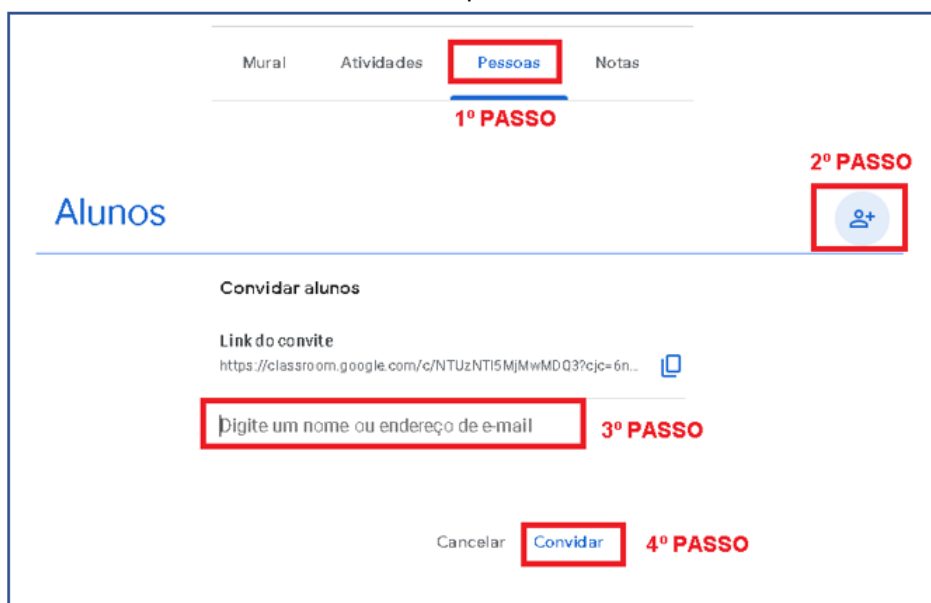 Mural Atividades Pessoas Notas
1º PASSO
2º PASSO
Alunos
Convidar alunos
Link do convite
https://classroom.google.com/c/NTUzNTI5MjMwMDQ3?cjc=6n...
Digite um nome ou endereço de e-mail 3º PASSO
Cancelar Convidar 4º PASSO